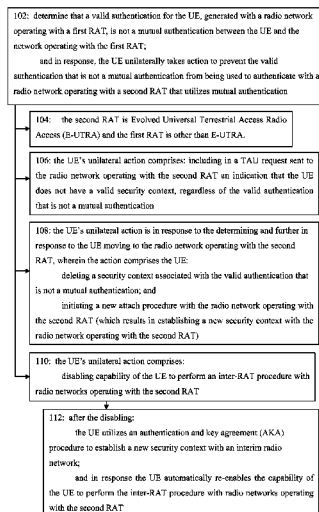 102: determine that a valid authentication for the UE, generated with a radio network
operating with a first RAT, is not a mutual authentication between the UE and the
network operating with the first RAT;
and in response, the UE unilaterally takes action to prevent the valid
authentication that is not a mutual authentication from being used to authenticate with a
radio network operating with a second RAT that utilizes mutual authentication
104: the second RAT is Evolved Universal Terrestrial Access Radio
Access (E-UTRA) and the first RAT is other than E-UTRA.
106: the UE's unilateral action comprises: including in a TAU request sent to
the radio network operating with the second RAT an indication that the UE
does not have a valid security context, regardless of the valid authentication
that is not a mutual authentication
108: the UE's unilateral action is in response to the determining and further in
response to the UE moving to the radio network operating with the second
RAT, wherein the action comprises the UE:
deleting a security context associated with the valid authentication that
is not a mutual authentication; and
initiating a new attach procedure with the radio network operating with
the second RAT (which results in establishing a new security context with the
radio network operating with the second RAT)
110: the UE's unilateral action comprises:
disabling capability of the UE to perform an inter-RAT procedure with
radio networks operating with the second RAT
112: after the disabling:
the UE utilizes an authentication and key agreement (AKA)
procedure to establish a new security context with an interim radio
network;
and in response the UE automatically re-enables the capability of
the UE to perform the inter-RAT procedure with radio networks operating
with the second RAT